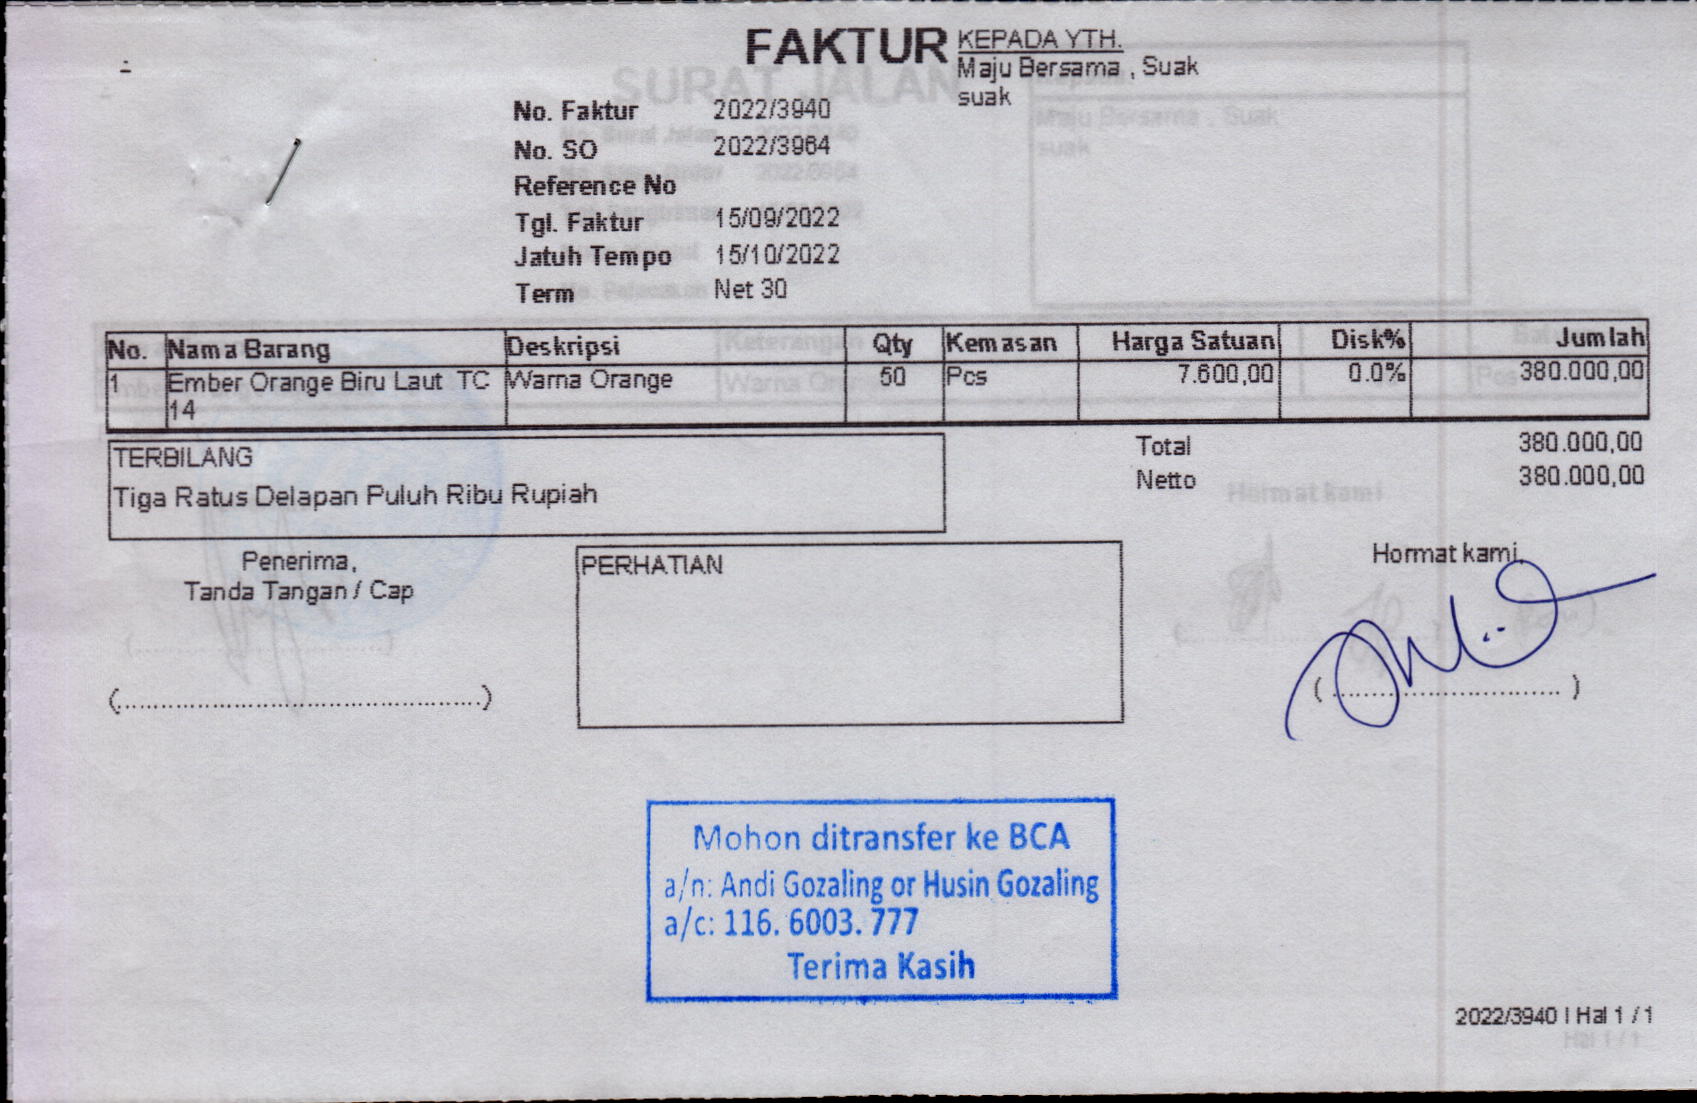 FAKTUR
KEPADA YTH.
Maju Bersama , Suak
suak
No. Faktur 2022/3940
No. SO 2022/3964
Reference No
Tgl. Faktur 15/09/2022
Jatuh Tempo 15/10/2022
Term Net 30
No. Nama Barang Deskripsi Qty Kemasan Harga Satuan Disk% Jumlah
1 Ember Orange Biru Laut TC 14 Warna Orange 50 Pcs 7.600,00 0.0% 380.000,00
TERBILANG
Tiga Ratus Delapan Puluh Ribu Rupiah
Total 380.000,00
Netto 380.000,00
Penerima,
Tanda Tangan / Cap
(................................................)
PERHATIAN
Hormat kami,
( .............................. )
Mohon ditransfer ke BCA
a/n: Andi Gozaling or Husin Gozaling
a/c: 116. 6003. 777
Terima Kasih
2022/3940 | Hal 1 / 1